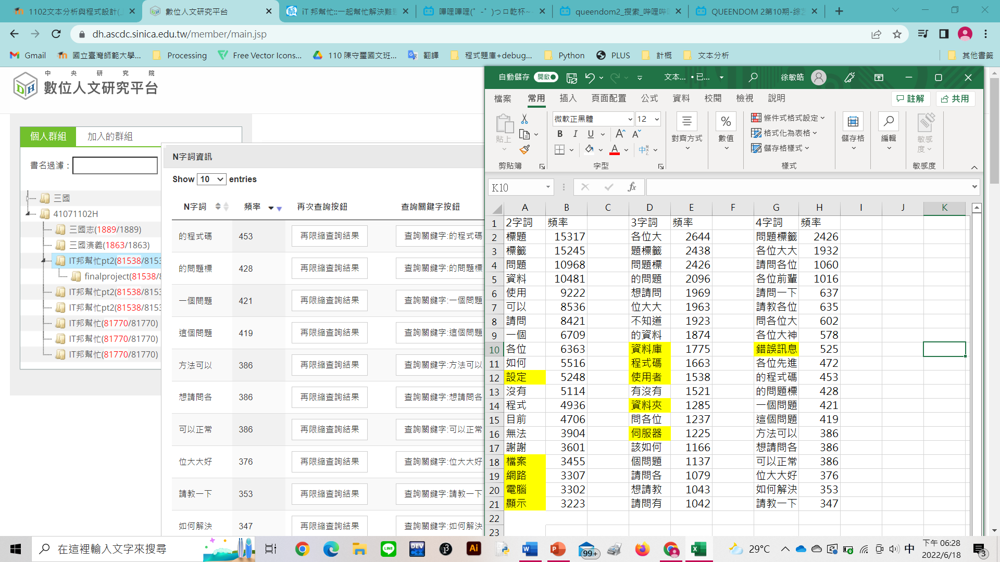 1102文本分析與程式設計(
數位人文研究平台
iT 邦幫忙::一起幫忙解決難
嗶哩嗶哩(゜-゜)つロ乾杯~-
queendom2_搜索_哔哩哔
QUEENDOM 2第10期-综
dh.ascdc.sinica.edu.tw/member/main.jsp
Gmail
國立臺灣師範大學...
Processing
Free Vector Icons...
110 陳守璽國文班...
翻譯
程式題庫+debug...
Python
PLUS
計概
文本分析
其他書籤
中央研究院
數位人文研究平台
個人群組
加入的群組
書名過濾：
三國
41071102H
三國志(1889/1889)
三國演義(1863/1863)
IT邦幫忙pt2(81538/8153
finalproject(81538/8
IT邦幫忙pt2(81538/8153
IT邦幫忙pt2(81538/8153
IT邦幫忙(81770/81770)
IT邦幫忙(81770/81770)
IT邦幫忙(81770/81770)
N字詞資訊
Show 10 entries
N字詞 頻率 再次查詢按鈕 查詢關鍵字按鈕
的程式碼 453 再限縮查詢結果 查詢關鍵字:的程式碼
的問題標 428 再限縮查詢結果 查詢關鍵字:的問題標
一個問題 421 再限縮查詢結果 查詢關鍵字:一個問題
這個問題 419 再限縮查詢結果 查詢關鍵字:這個問題
方法可以 386 再限縮查詢結果 查詢關鍵字:方法可以
想請問各 386 再限縮查詢結果 查詢關鍵字:想請問各
可以正常 386 再限縮查詢結果 查詢關鍵字:可以正常
位大大好 376 再限縮查詢結果 查詢關鍵字:位大大好
請教一下 353 再限縮查詢結果 查詢關鍵字:請教一下
如何解決 347 再限縮查詢結果 查詢關鍵字:如何解決
自動儲存 開啟 文本... • 已... 徐敏皓
檔案 常用 插入 頁面配置 公式 資料 校閱 檢視 說明 註解 共用
貼上
剪貼簿
微軟正黑體 12
B I U A A
A 中
字型
對齊方式
%
數值
條件式格式設定
格式化為表格
儲存格樣式
樣式
儲存格
編輯
敏感度
敏感度
K10 fx
A B C D E F G H I J K
1 2字詞 頻率 3字詞 頻率 4字詞 頻率
2 標題 15317 各位大 2644 問題標籤 2426
3 標籤 15245 題標籤 2438 各位大大 1932
4 問題 10968 問題標 2426 請問各位 1060
5 資料 10481 的問題 2096 各位前輩 1016
6 使用 9222 想請問 1969 請問一下 637
7 可以 8536 位大大 1963 請教各位 635
8 請問 8421 不知道 1923 問各位大 602
9 一個 6709 的資料 1874 各位大神 578
10 各位 6363 資料庫 1775 錯誤訊息 525
11 如何 5516 程式碼 1663 各位先進 472
12 設定 5248 使用者 1538 的程式碼 453
13 沒有 5114 有沒有 1521 的問題標 428
14 程式 4936 資料夾 1285 一個問題 421
15 目前 4706 問各位 1237 這個問題 419
16 無法 3904 伺服器 1225 方法可以 386
17 謝謝 3601 該如何 1166 想請問各 386
18 檔案 3455 個問題 1137 可以正常 386
19 網路 3307 請問各 1079 位大大好 376
20 電腦 3302 想請教 1043 如何解決 353
21 顯示 3223 請問有 1042 請教一下 347
22
23
在這裡輸入文字來搜尋
LINE
DEV
Ai
W
P
99+
X
29°C
中
下午 06:28
2022/6/18
3